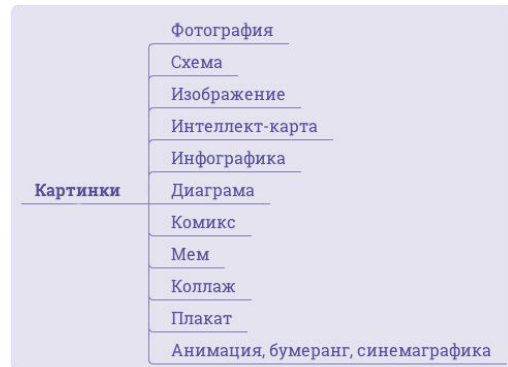 Картинки
Фотография
Схема
Изображение
Интеллект-карта
Инфографика
Диаграма
Комикс
Мем
Коллаж
Плакат
Анимация, бумеранг, синемаграфика